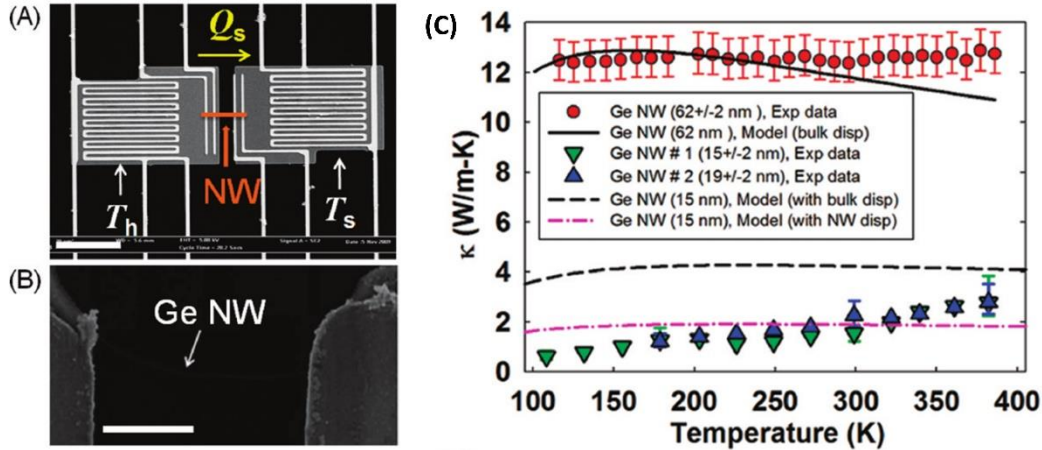 (A)
Qs
NW
Th
Ts
(B)
Ge NW
(C)
κ (W/m-K)
14
12
10
8
6
4
2
0
Ge NW (62+/-2 nm ), Exp data
Ge NW (62 nm ), Model (bulk disp)
Ge NW # 1 (15+/-2 nm), Exp data
Ge NW # 2 (19+/-2 nm), Exp data
Ge NW (15 nm), Model (with bulk disp)
Ge NW (15 nm), Model (with NW disp)
100 150 200 250 300 350 400
Temperature (K)